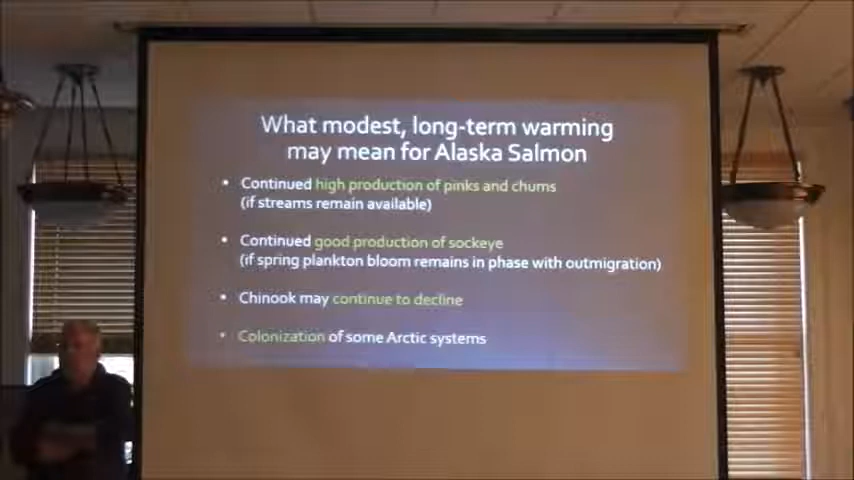 What modest, long-term warming
may mean for Alaska Salmon
• Continued high production of pinks and chums
(if streams remain available)
• Continued good production of sockeye
(if spring plankton bloom remains in phase with outmigration)
• Chinook may continue to decline
• Colonization of some Arctic systems